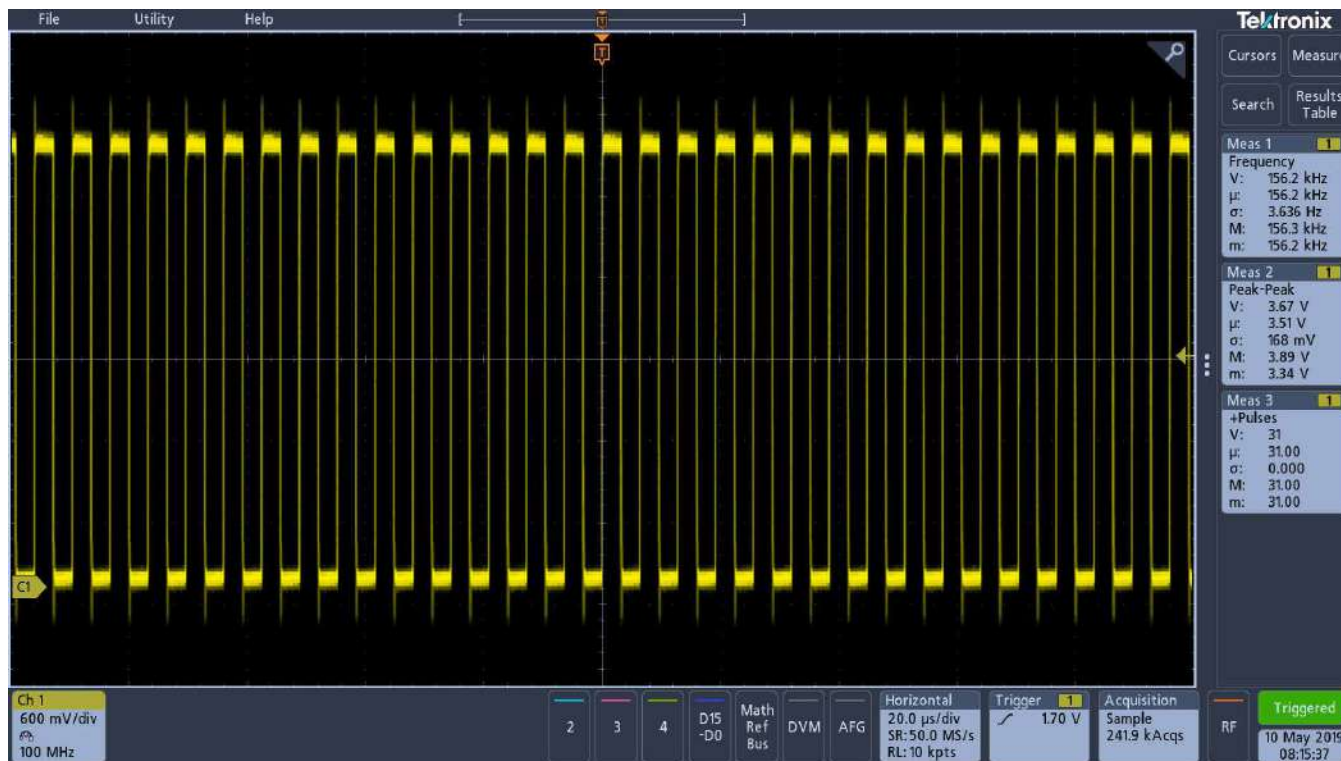 File Utility Help
Tektronix
T
T
Cursors Measure
Search Results
Table
Meas 1 1
Frequency
V: 156.2 kHz
μ: 156.2 kHz
σ: 3.636 Hz
M: 156.3 kHz
m: 156.2 kHz
Meas 2 1
Peak-Peak
V: 3.67 V
μ: 3.51 V
σ: 168 mV
M: 3.89 V
m: 3.34 V
Meas 3 1
+Pulses
V: 31
μ: 31.00
σ: 0.000
M: 31.00
m: 31.00
C1
Ch 1
600 mV/div
100 MHz
2
3
4
D15
-D0
Math
Ref
Bus
DVM
AFG
Horizontal
20.0 μs/div
SR: 50.0 MS/s
RL: 10 kpts
Trigger 1
1.70 V
Acquisition
Sample
241.9 kAcqs
RF
Triggered
10 May 2019
08:15:37